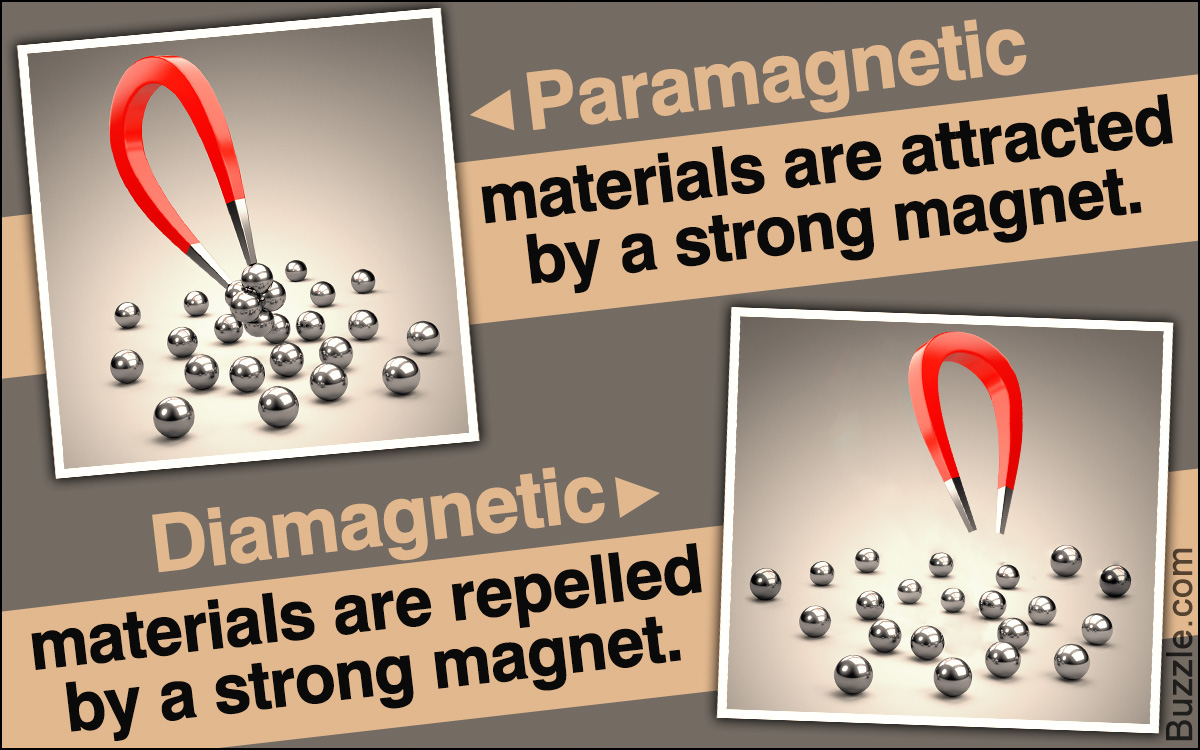 Paramagnetic
materials are attracted
by a strong magnet.
Diamagnetic
materials are repelled
by a strong magnet.
Buzzle.com